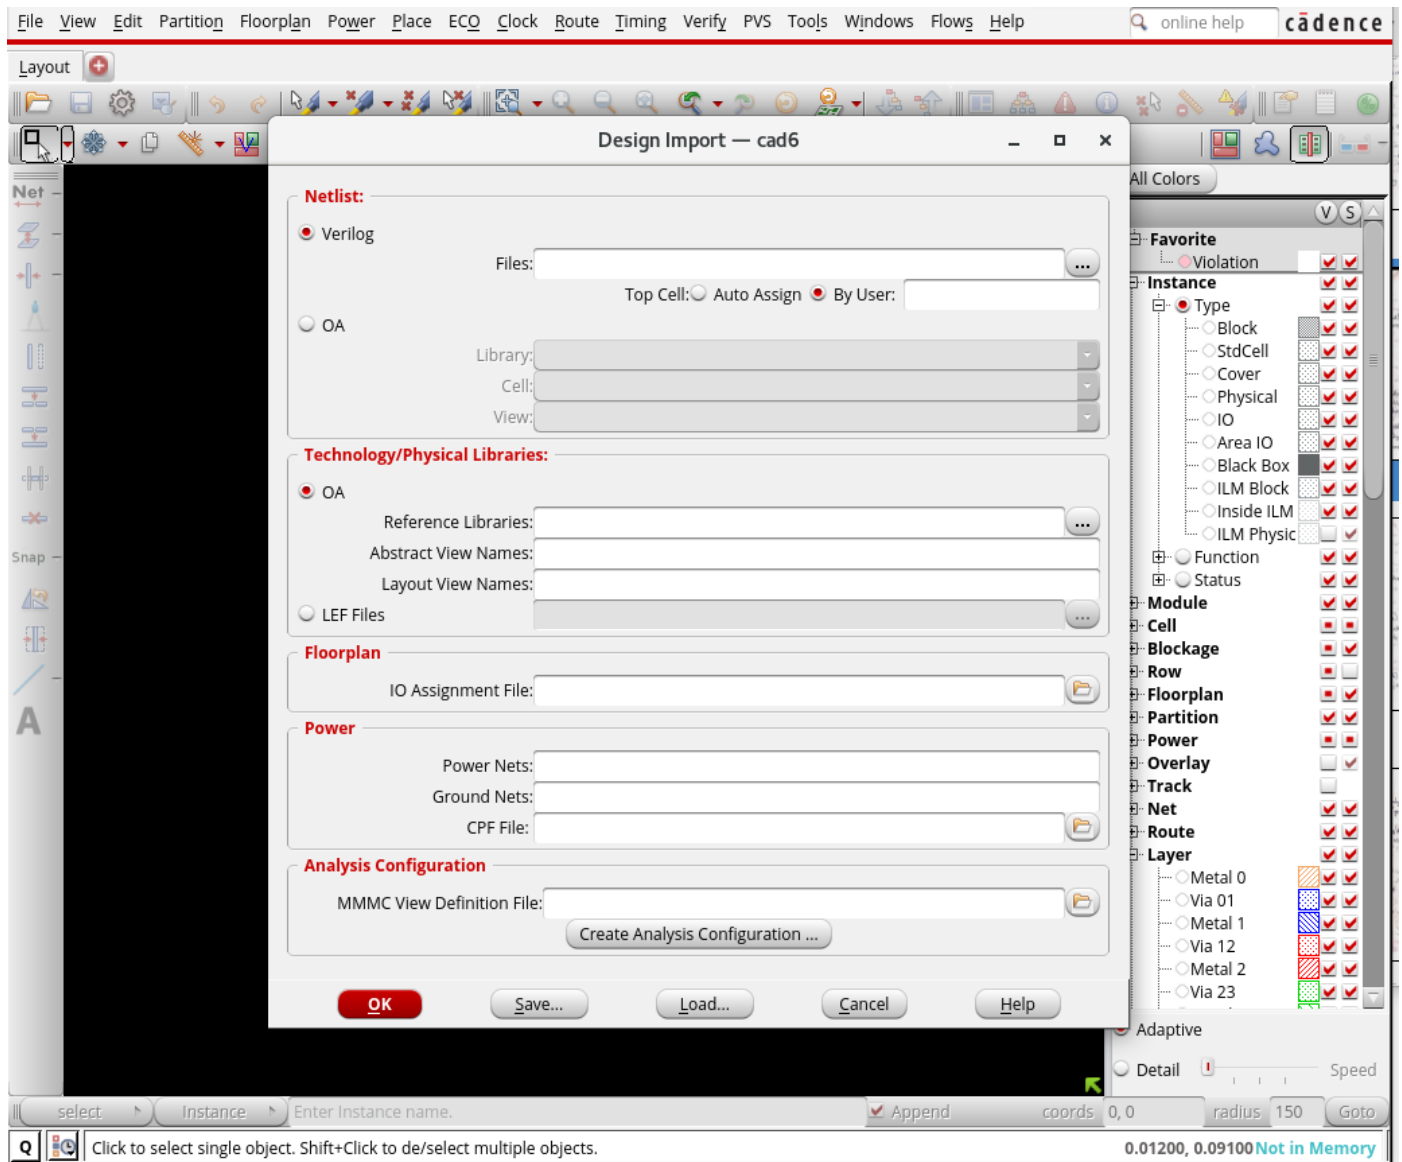 File View Edit Partition Floorplan Power Place ECO Clock Route Timing Verify PVS Tools Windows Flows Help online help cādence
Layout
Design Import — cad6
All Colors
Net
Netlist:
Verilog
Files: ...
Top Cell: Auto Assign By User:
OA
Library:
Cell:
View:
Technology/Physical Libraries:
OA
Reference Libraries: ...
Abstract View Names:
Layout View Names:
LEF Files ...
Floorplan
IO Assignment File:
Power
Power Nets:
Ground Nets:
CPF File:
Analysis Configuration
MMMC View Definition File:
Create Analysis Configuration ...
OK Save... Load... Cancel Help
Snap
A
V S
Favorite
Violation
Instance
Type
Block
StdCell
Cover
Physical
IO
Area IO
Black Box
ILM Block
Inside ILM
ILM Physic
Function
Status
Module
Cell
Blockage
Row
Floorplan
Partition
Power
Overlay
Track
Net
Route
Layer
Metal 0
Via 01
Metal 1
Via 12
Metal 2
Via 23
Adaptive
Detail Speed
select Instance Enter Instance name. Append coords 0, 0 radius 150 Goto
Q Click to select single object. Shift+Click to de/select multiple objects. 0.01200, 0.09100 Not in Memory